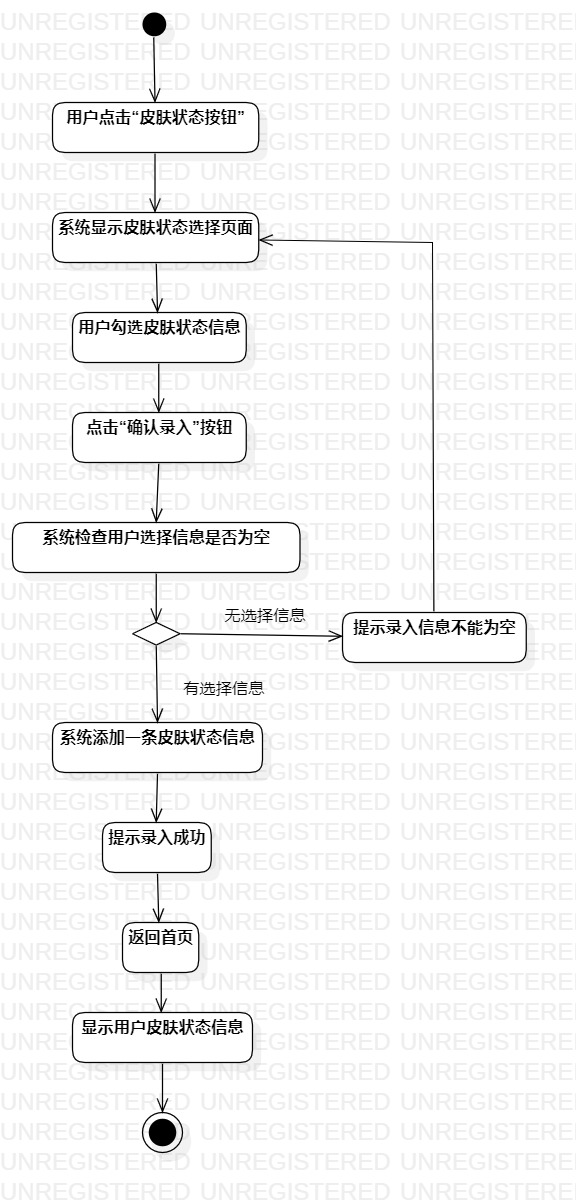 用户点击“皮肤状态按钮”
系统显示皮肤状态选择页面
用户勾选皮肤状态信息
点击“确认录入”按钮
系统检查用户选择信息是否为空
无选择信息
提示录入信息不能为空
有选择信息
系统添加一条皮肤状态信息
提示录入成功
返回首页
显示用户皮肤状态信息
UNREGISTERED